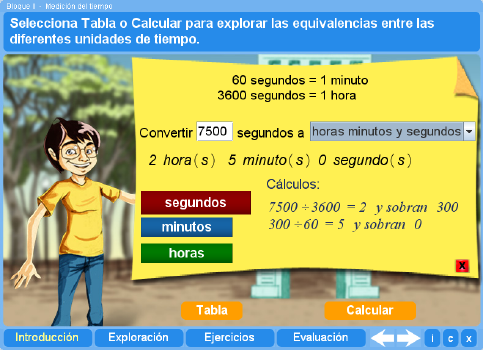 Bloque II - Medición del tiempo
Selecciona Tabla o Calcular para explorar las equivalencias entre las
diferentes unidades de tiempo.
60 segundos = 1 minuto
3600 segundos = 1 hora
Convertir 7500 segundos a horas minutos y segundos
2 hora(s) 5 minuto(s) 0 segundo(s)
Cálculos:
segundos
7500 ÷ 3600 = 2 y sobran 300
minutos
300 ÷ 60 = 5 y sobran 0
horas
x
Tabla Calcular
Introducción Exploración Ejercicios Evaluación i c x